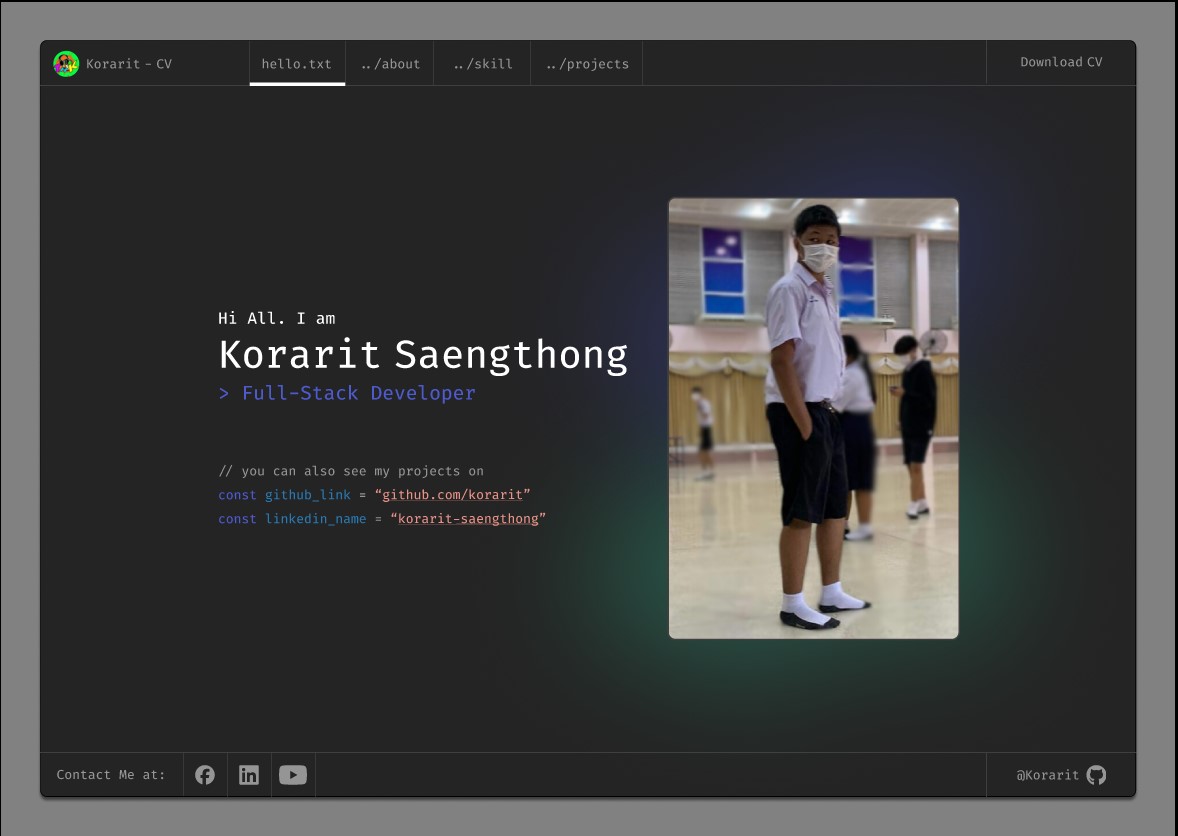 Korarit - CV
hello.txt
../about
../skill
../projects
Download CV
Hi All. I am
Korarit Saengthong
> Full-Stack Developer
// you can also see my projects on
const github_link = “github.com/korarit”
const linkedin_name = “korarit-saengthong”
Contact Me at:
@Korarit